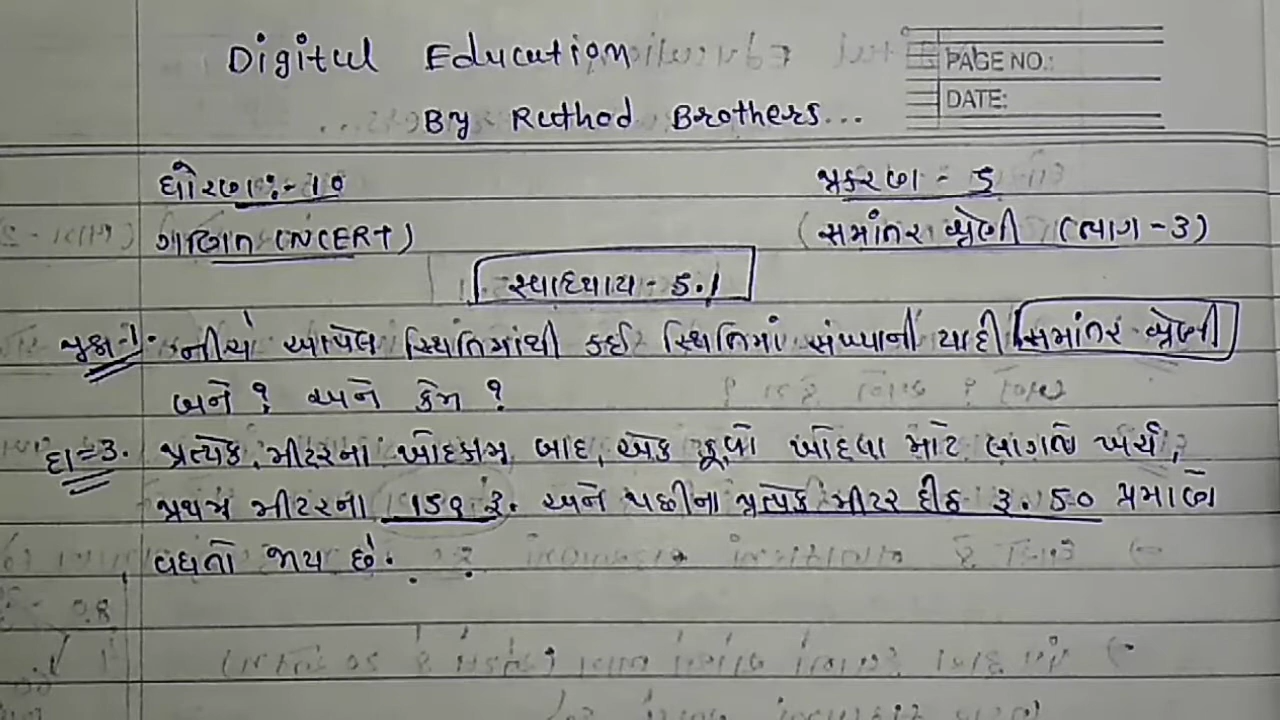 Digitul Education
PAGE NO.:
DATE:
By Ruthod Brothers...
ધોરણ :- 10
પ્રકરણ - 5
ગણિત (NCERT)
(સમાંતર શ્રેણી (ભાગ - 3)
સ્વાધ્યાય - 5.1
પ્રશ્ન-1. નીચે આપેલ સ્થિતિમાંથી કઈ સ્થિતિમાં સંખ્યાની યાદી સમાંતર શ્રેણી
બને ? અને કેમ ?
દા=3. પ્રત્યેક મીટરના ખોદકામ બાદ, એક કૂવો ખોદવા માટે લાગતો ખર્ચ,
પ્રથમ મીટરના 150 રૂ. અને પછીના પ્રત્યેક મીટર દીઠ રૂ. 50 પ્રમાણે
વધતો જાય છે.